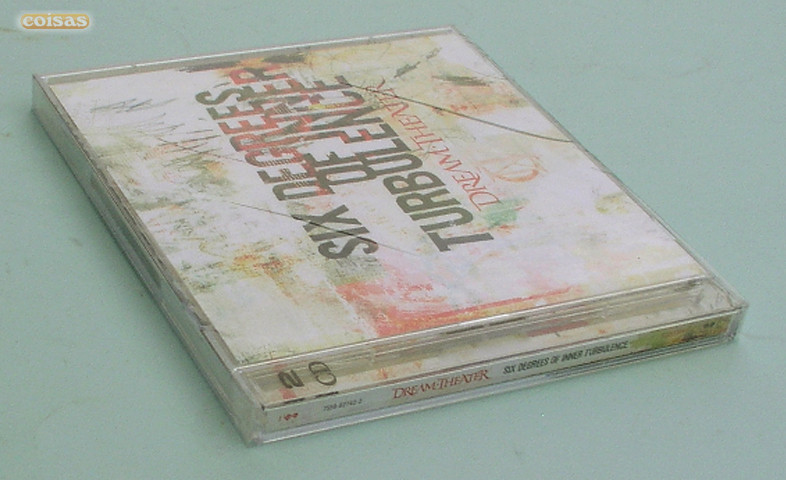 coisas
SIX DEGREES
OF INNER
TURBULENCE
DREAM THEATER
2 CD
DREAM THEATER SIX DEGREES OF INNER TURBULENCE